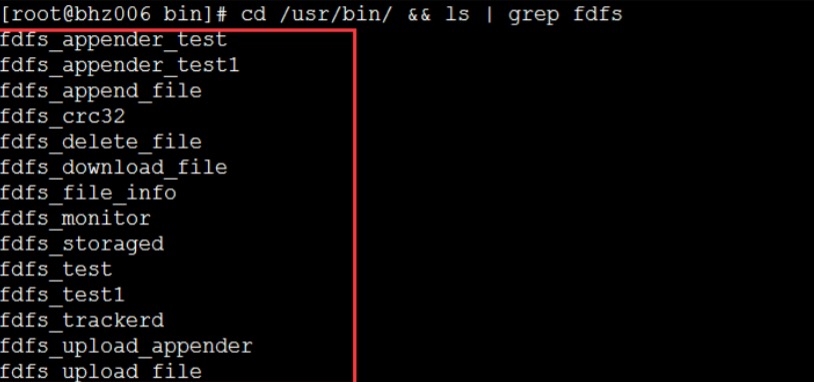 [root@bhz006 bin]# cd /usr/bin/ && ls | grep fdfs
fdfs_appender_test
fdfs_appender_test1
fdfs_append_file
fdfs_crc32
fdfs_delete_file
fdfs_download_file
fdfs_file_info
fdfs_monitor
fdfs_storaged
fdfs_test
fdfs_test1
fdfs_trackerd
fdfs_upload_appender
fdfs_upload_file